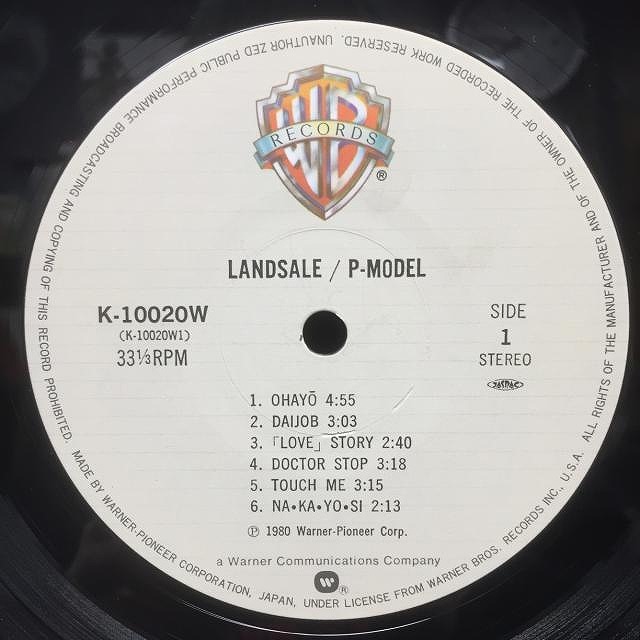 WB
RECORDS
®
LANDSALE / P-MODEL
K-10020W
(K-10020W1)
33⅓RPM
SIDE
1
STEREO
JASRAC
1. OHAYŌ 4:55
2. DAIJOB 3:03
3. 「LOVE」 STORY 2:40
4. DOCTOR STOP 3:18
5. TOUCH ME 3:15
6. NA•KA•YO•SI 2:13
Ⓟ 1980 Warner-Pioneer Corp.
a Warner Communications Company
W®
MADE BY WARNER-PIONEER CORPORATION, JAPAN, UNDER LICENSE FROM WARNER BROS. RECORDS INC., U.S.A. ALL RIGHTS OF THE MANUFACTURER AND OF THE OWNER OF THE RECORDED WORK RESERVED. UNAUTHORIZED PUBLIC PERFORMANCE BROADCASTING AND COPYING OF THIS RECORD PROHIBITED.